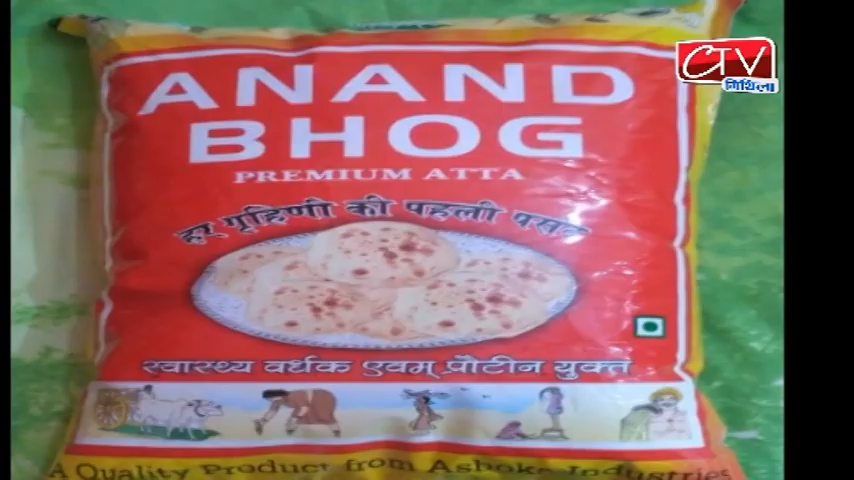 CTV
मिथिला
ANAND
BHOG
PREMIUM ATTA
हर गृहिणी की पहली पसंद
स्वास्थ्य वर्धक एवम् प्रौटीन युक्त
A Quality Product from Ashoka Industries